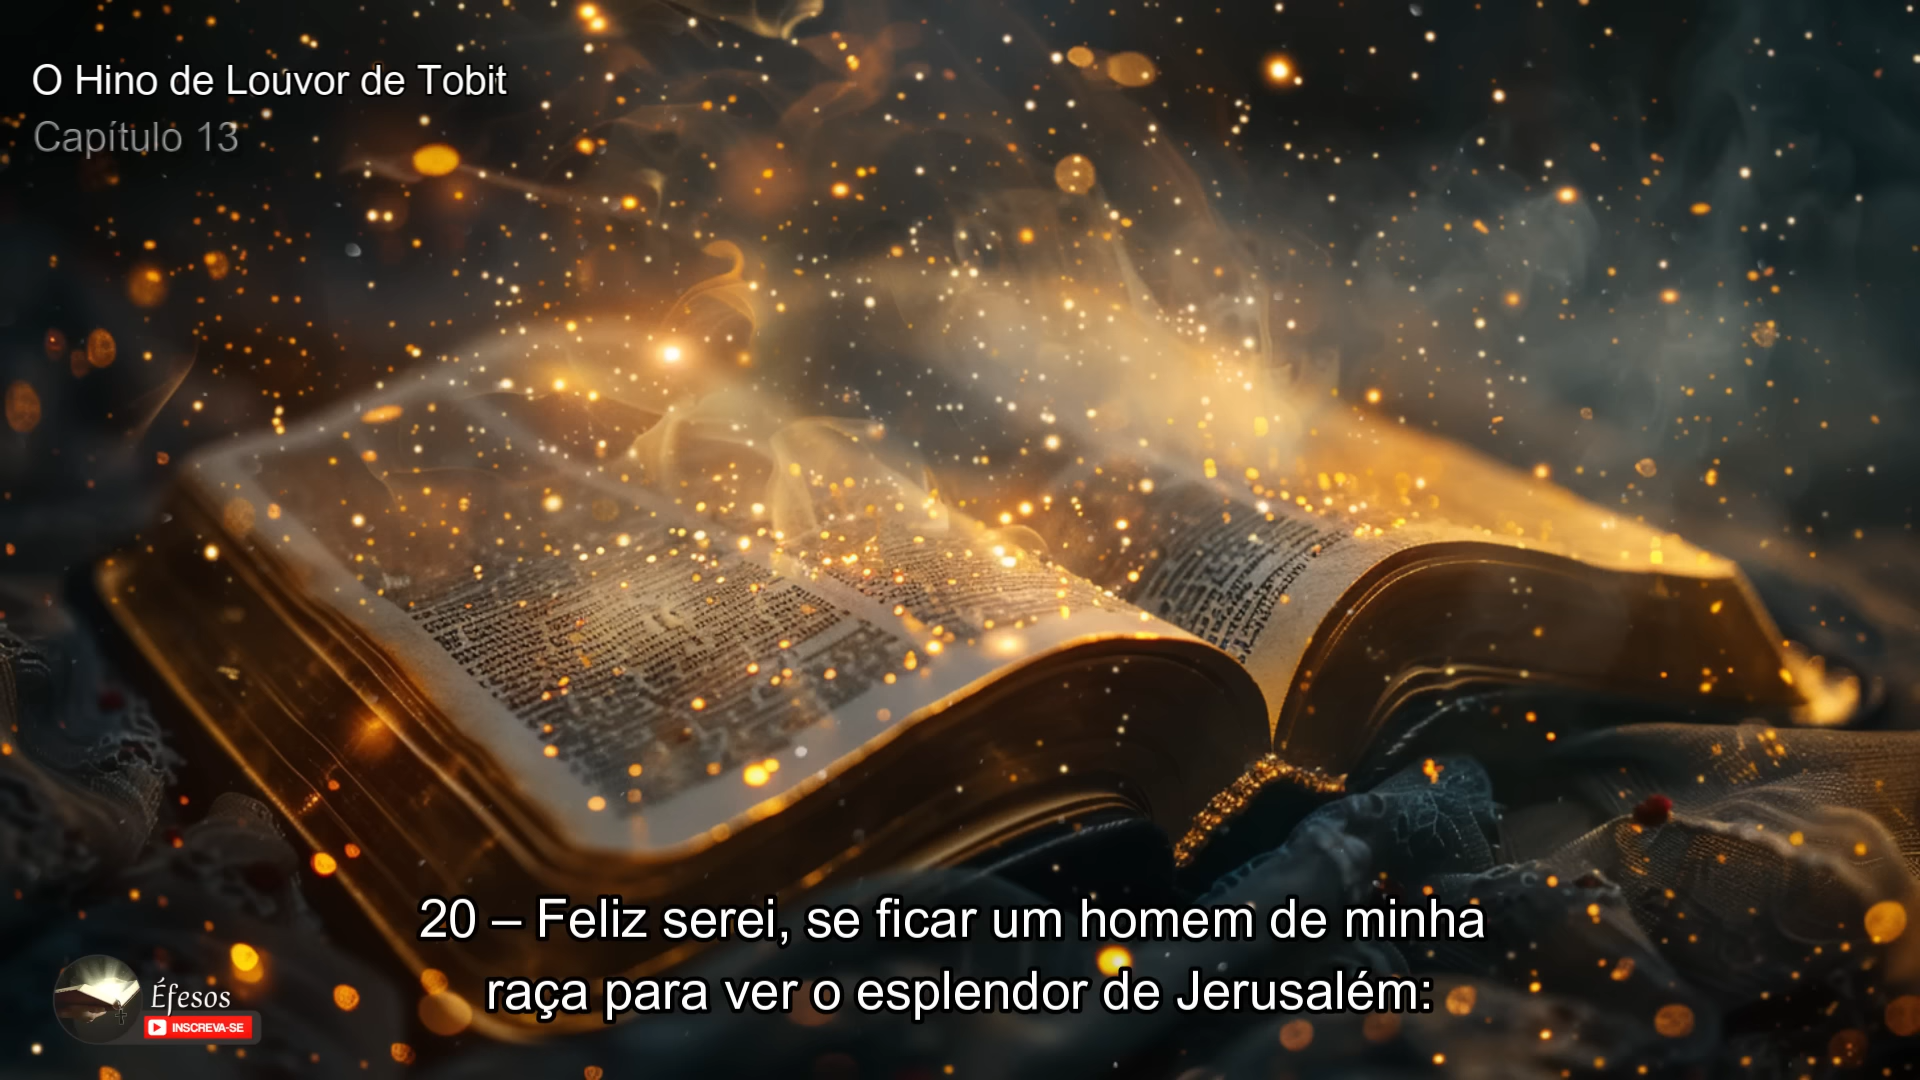 O Hino de Louvor de Tobit
Capítulo 13
20 – Feliz serei, se ficar um homem de minha
raça para ver o esplendor de Jerusalém:
Éfesos
INSCREVA-SE